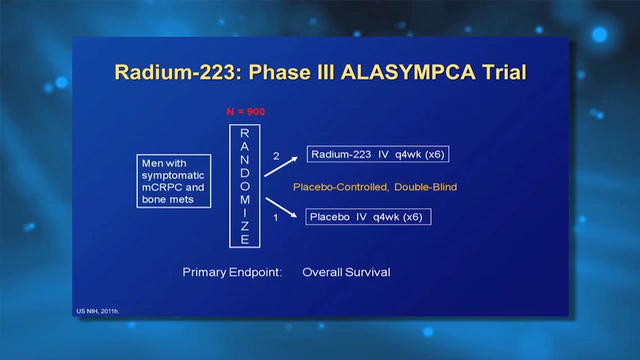 Radium-223: Phase III ALASYMPCA Trial
N = 900
Men with
symptomatic
mCRPC and
bone mets
R
A
N
D
O
M
I
Z
E
2
Radium-223 IV q4wk (x6)
Placebo-Controlled, Double-Blind
1
Placebo IV q4wk (x6)
Primary Endpoint: Overall Survival
US NIH, 2011h.